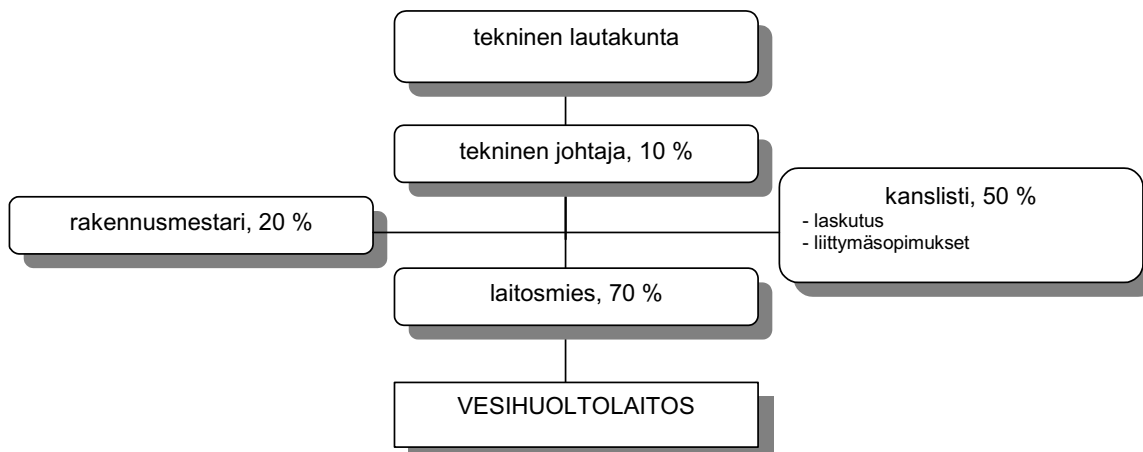 tekninen lautakunta
tekninen johtaja, 10 %
rakennusmestari, 20 %
kanslisti, 50 %
- laskutus
- liittymäsopimukset
laitosmies, 70 %
VESIHUOLTOLAITOS